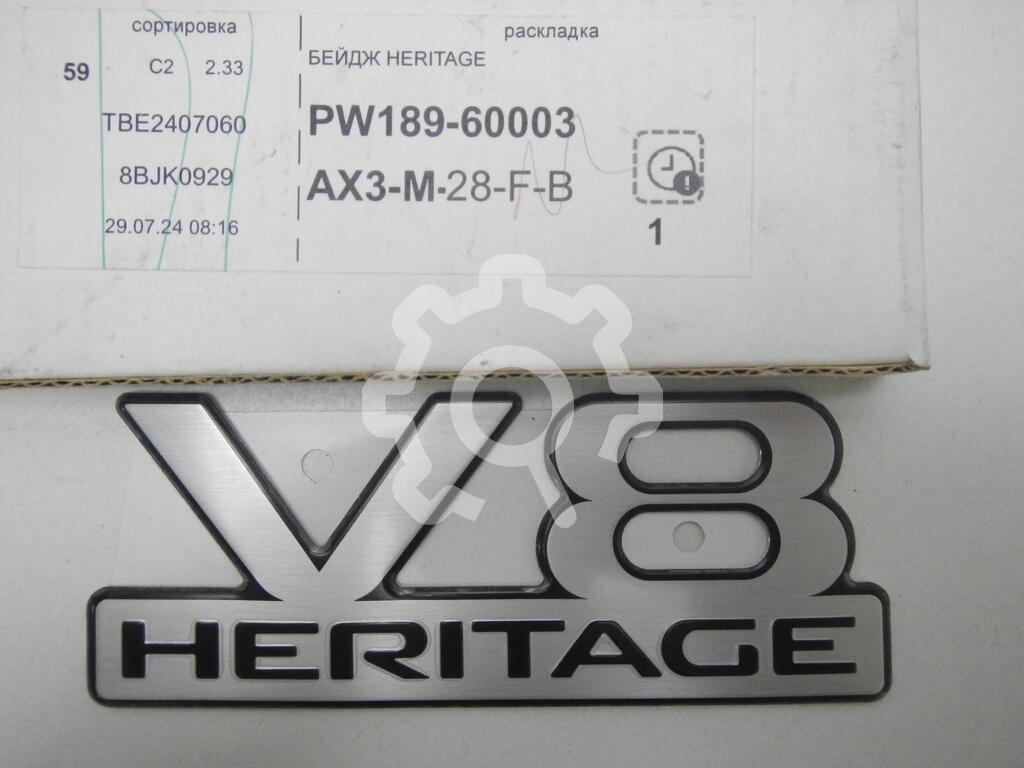 сортировка
59 C2 2.33
TBE2407060
8BJK0929
29.07.24 08:16
раскладка
БЕЙДЖ HERITAGE
PW189-60003
AX3-M-28-F-B
1
V8
HERITAGE